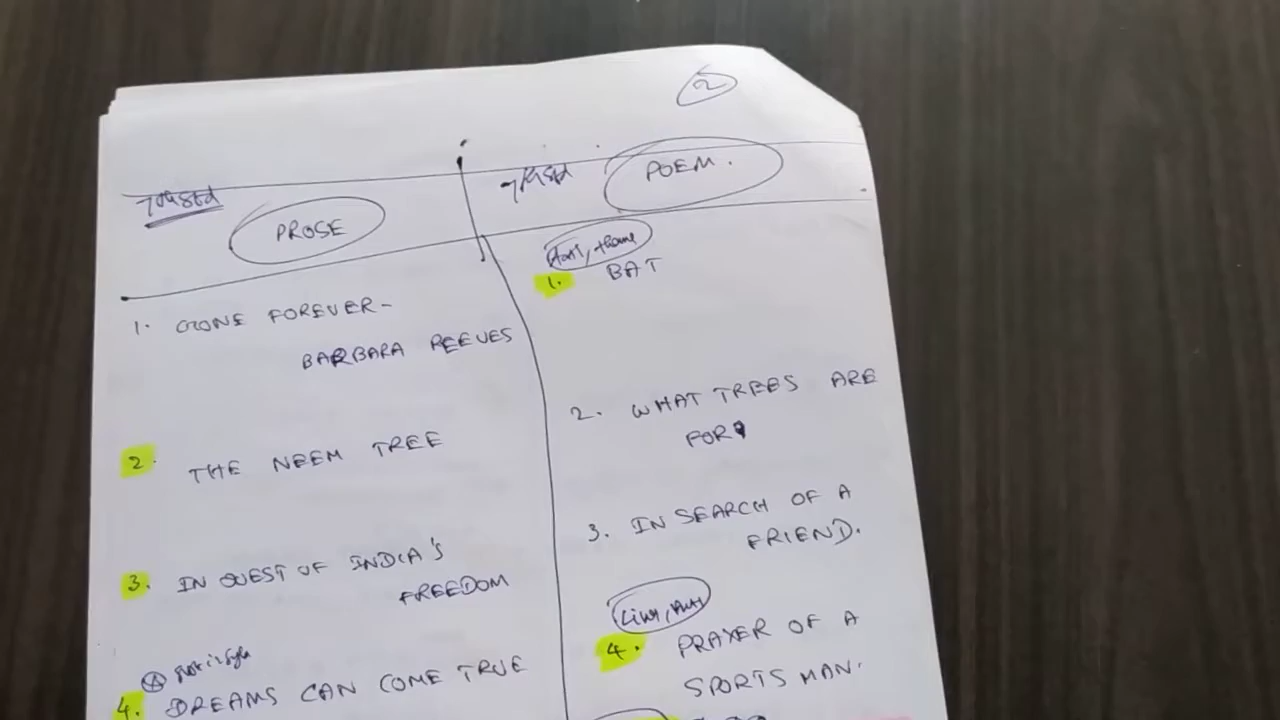 2
PROSE
POEM.
1. GONE FOREVER-
BARBARA REEVES
2. THE NEEM TREE
3. IN QUEST OF INDIA'S
FREEDOM
4. DREAMS CAN COME TRUE
1. BAT
2. WHAT TREES ARE
FOR
3. IN SEARCH OF A
FRIEND.
4. PRAYER OF A
SPORTS MAN.